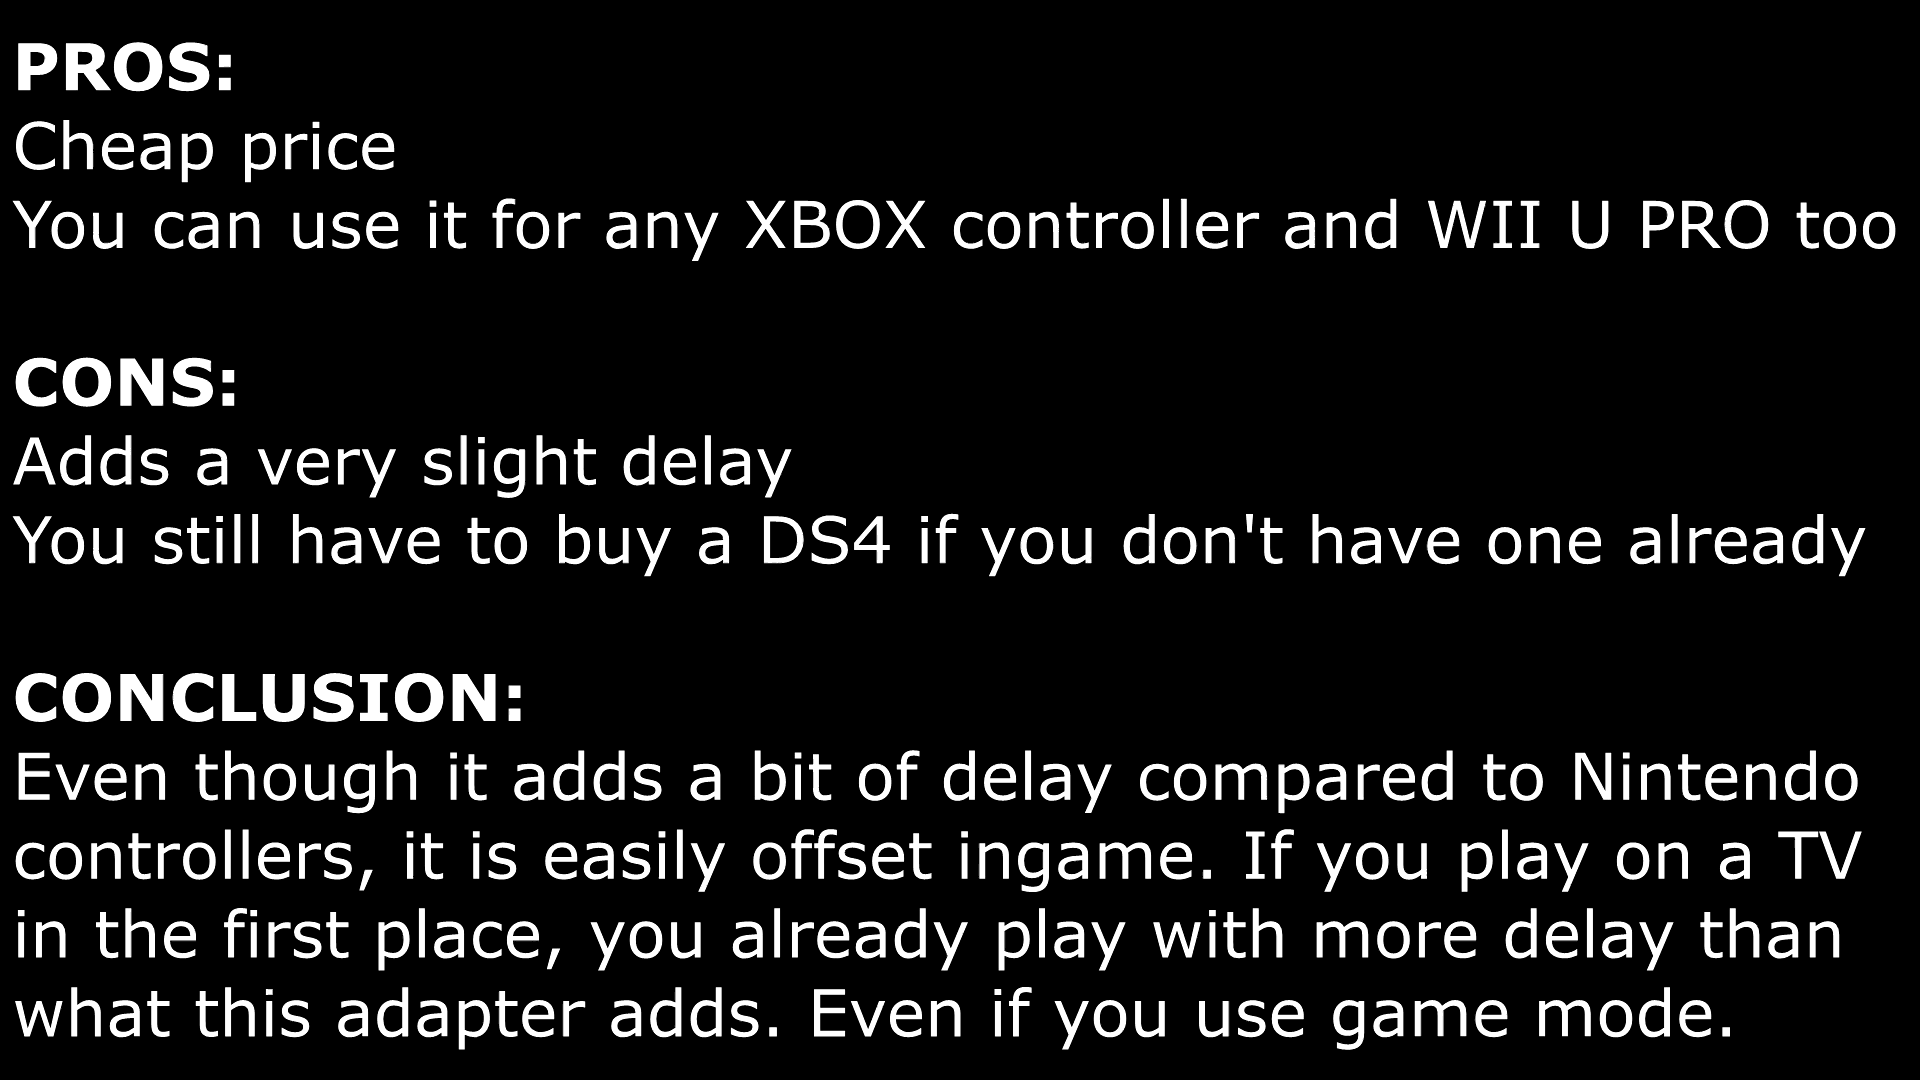 PROS:
Cheap price
You can use it for any XBOX controller and WII U PRO too
CONS:
Adds a very slight delay
You still have to buy a DS4 if you don't have one already
CONCLUSION:
Even though it adds a bit of delay compared to Nintendo
controllers, it is easily offset ingame. If you play on a TV
in the first place, you already play with more delay than
what this adapter adds. Even if you use game mode.